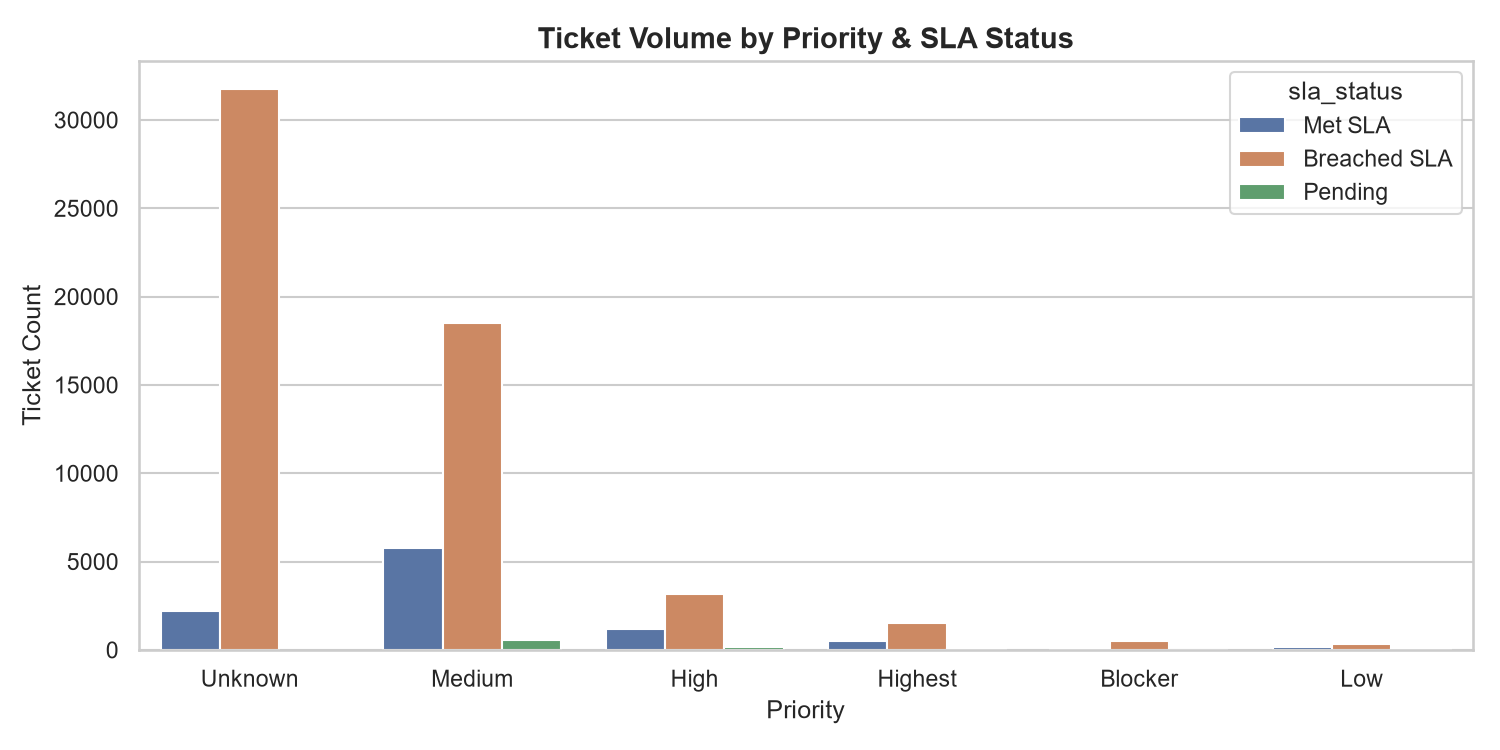 Ticket Volume by Priority & SLA Status
sla_status
Met SLA
Breached SLA
Pending
Ticket Count
30000
25000
20000
15000
10000
5000
0
Unknown
Medium
High
Highest
Blocker
Low
Priority